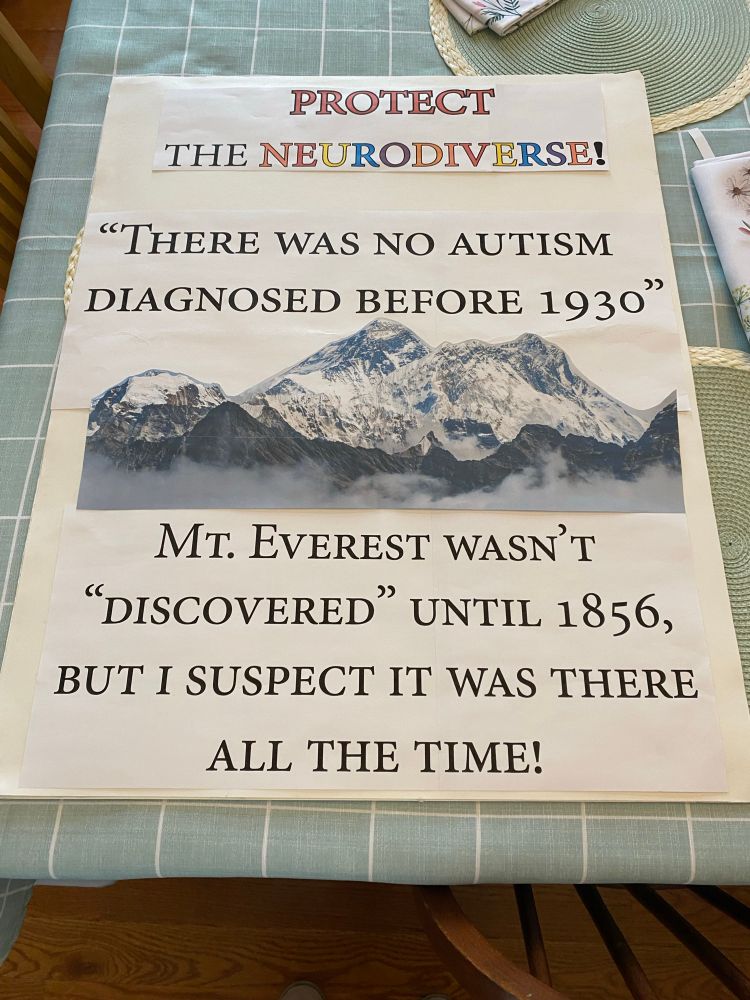 PROTECT
THE NEURODIVERSE!
“THERE WAS NO AUTISM
DIAGNOSED BEFORE 1930”
MT. EVEREST WASN’T
“DISCOVERED” UNTIL 1856,
BUT I SUSPECT IT WAS THERE
ALL THE TIME!